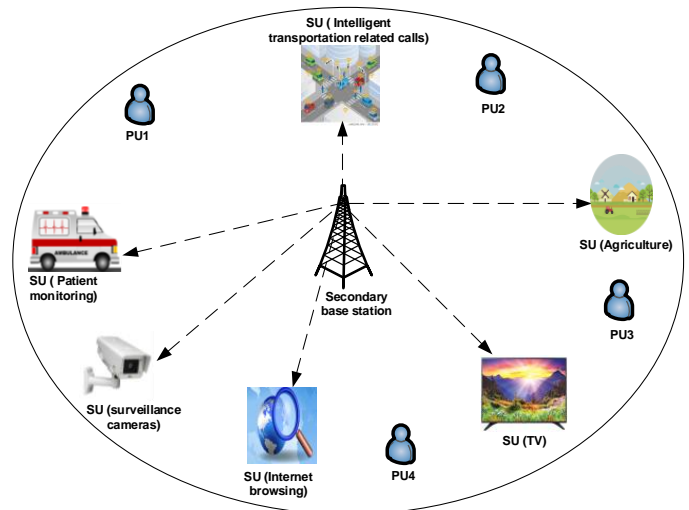 SU ( Intelligent
transportation related calls)
PU1
PU2
AMBULANCE
SU ( Patient
monitoring)
SU (Agriculture)
Secondary
base station
PU3
SU (surveillance
cameras)
SU (TV)
SU (Internet
browsing)
PU4